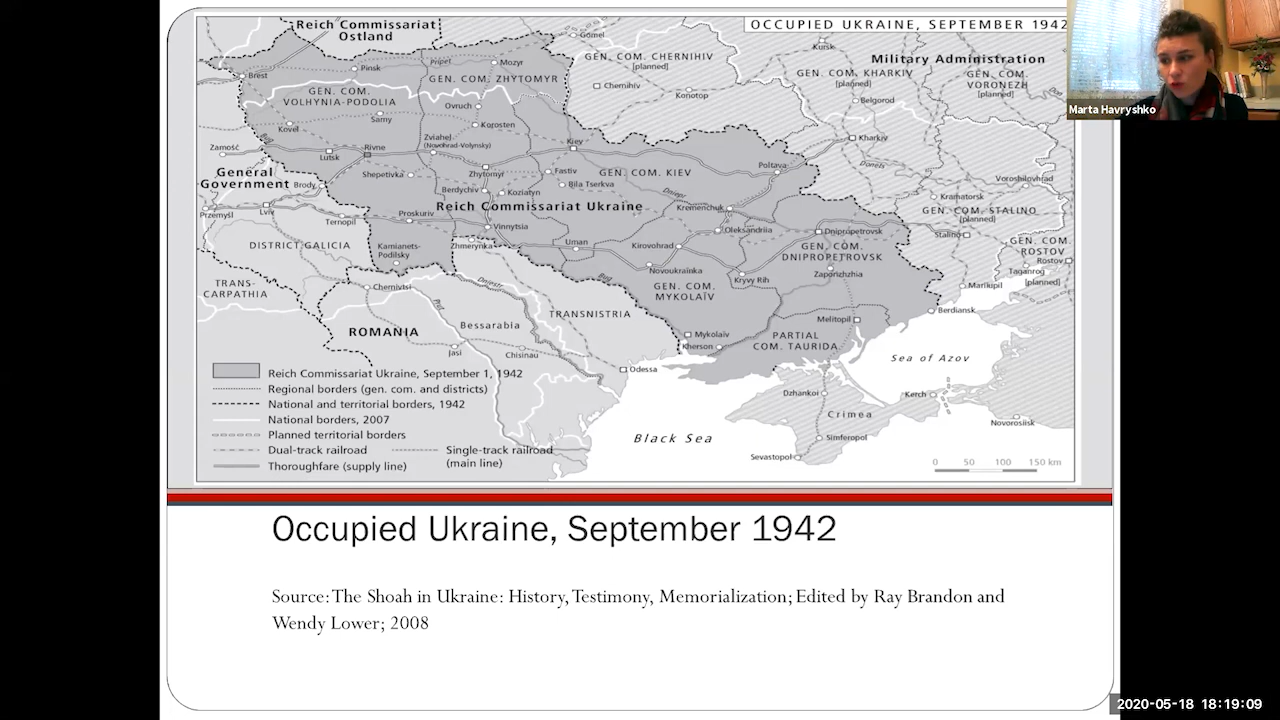 Reich Commissariat
Ostland
OCCUPIED UKRAINE, SEPTEMBER 1942
Marta Havryshko
Gomel
Mozyr
GEN. COM. CHERNIHIV
[planned]
Military Administration
GEN. COM. KHARKIV
(planned)
GEN. COM.
VORONEZH
[planned]
Brest
Pinsk
GEN. COM. ZHYTOMYR
GEN. COM.
VOLHYNIA-PODOLIA
Chernihiv
Konotop
Belgorod
Ovruch
Sarny
Korosten
Kovel
Zviahel
(Novohrad-Volynsky)
Kiev
Kharkiv
Donets
Zamość
Lutsk
Rivne
General
Government
Shepetivka
Zhytomyr
Fastiv
GEN. COM. KIEV
Poltava
Voroshilovhrad
Brody
Berdychiv
Koziatyn
Bila Tserkva
Dnieper
Kramatorsk
Przemyśl
Lviv
Ternopil
Proskuriv
Reich Commissariat Ukraine
Kremenchuk
GEN. COM. STALINO
[planned]
Vinnytsia
Oleksandriia
Dnipropetrovsk
Stalino
DISTRICT GALICIA
Kamianets-
Podilsky
Zhmerynka
Uman
Kirovohrad
GEN. COM.
DNIPROPETROVSK
GEN. COM.
ROSTOV
Rostov
Taganrog
[planned]
Novoukraïnka
Kryvy Rih
Zaporizhzhia
TRANS-
CARPATHIA
Chernivtsi
Dniestr
Bug
GEN. COM.
MYKOLAÏV
Mariiupil
Prut
Bessarabia
TRANSNISTRIA
Melitopil
Berdiansk
ROMANIA
Mykolaiv
Kherson
PARTIAL
COM. TAURIDA
Jasi
Chisinau
Sea of Azov
Odessa
Reich Commissariat Ukraine, September 1, 1942
Regional borders (gen. com. and districts)
National and territorial borders, 1942
National borders, 2007
Planned territorial borders
Dual-track railroad
Single-track railroad
(main line)
Thoroughfare (supply line)
Dzhankoi
Kerch
Crimea
Novorosiisk
Black Sea
Simferopol
Sevastopol
0 50 100 150 km
Occupied Ukraine, September 1942
Source: The Shoah in Ukraine: History, Testimony, Memorialization; Edited by Ray Brandon and
Wendy Lower; 2008
2020-05-18 18:19:09